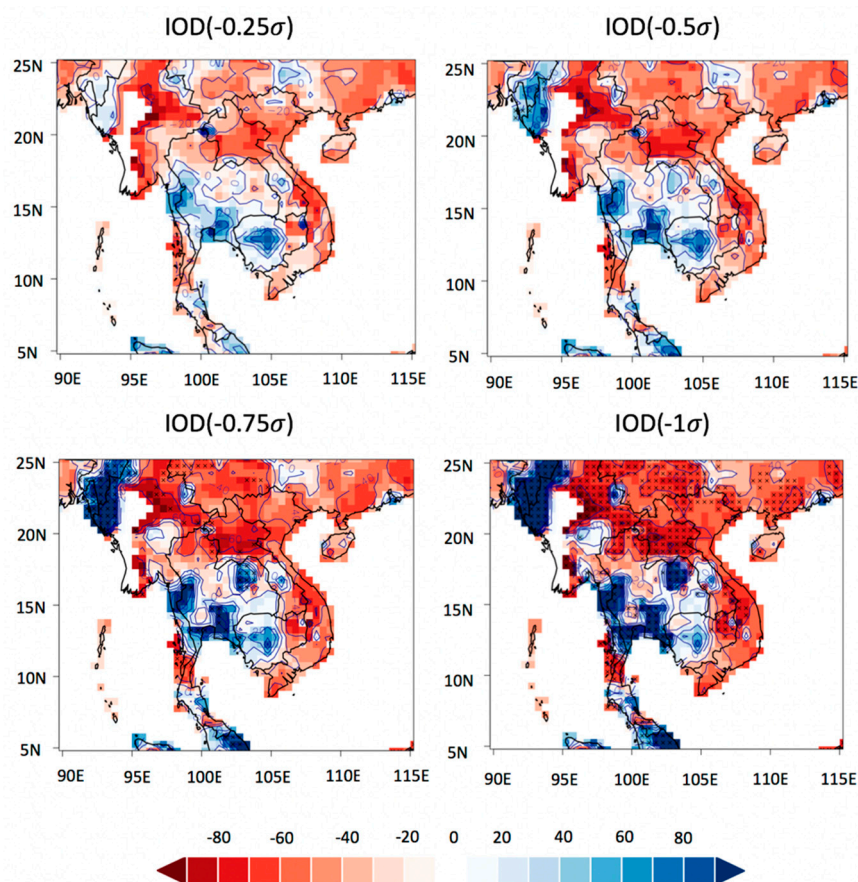 IOD(-0.25σ)
IOD(-0.5σ)
25N
20N
15N
10N
5N
90E 95E 100E 105E 110E 115E
25N
20N
15N
10N
5N
90E 95E 100E 105E 110E 115E
IOD(-0.75σ)
IOD(-1σ)
25N
20N
15N
10N
5N
90E 95E 100E 105E 110E 115E
25N
20N
15N
10N
5N
90E 95E 100E 105E 110E 115E
-80 -60 -40 -20 0 20 40 60 80